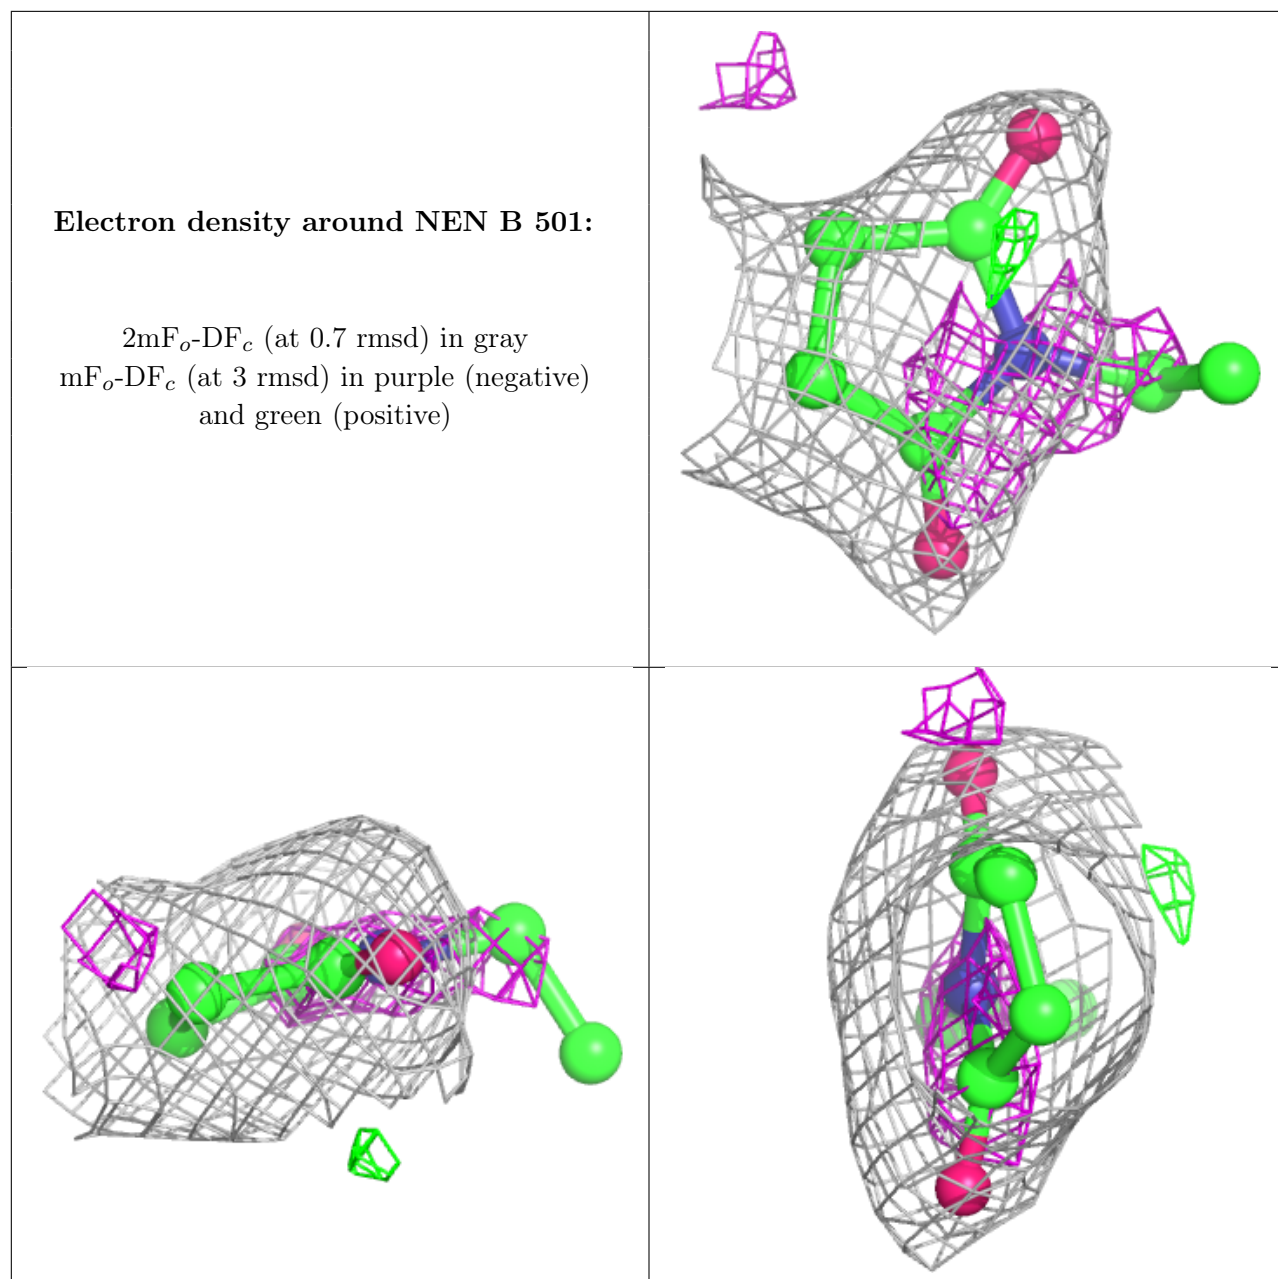 Electron density around NEN B 501:
2mFo-DFc (at 0.7 rmsd) in gray
mFo-DFc (at 3 rmsd) in purple (negative)
and green (positive)